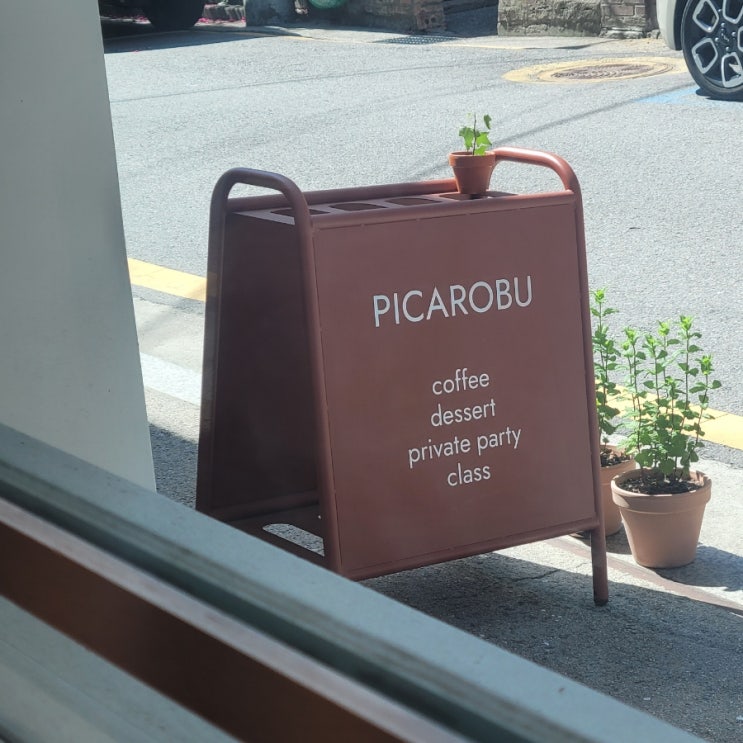 PICAROBU
coffee
dessert
private party
class